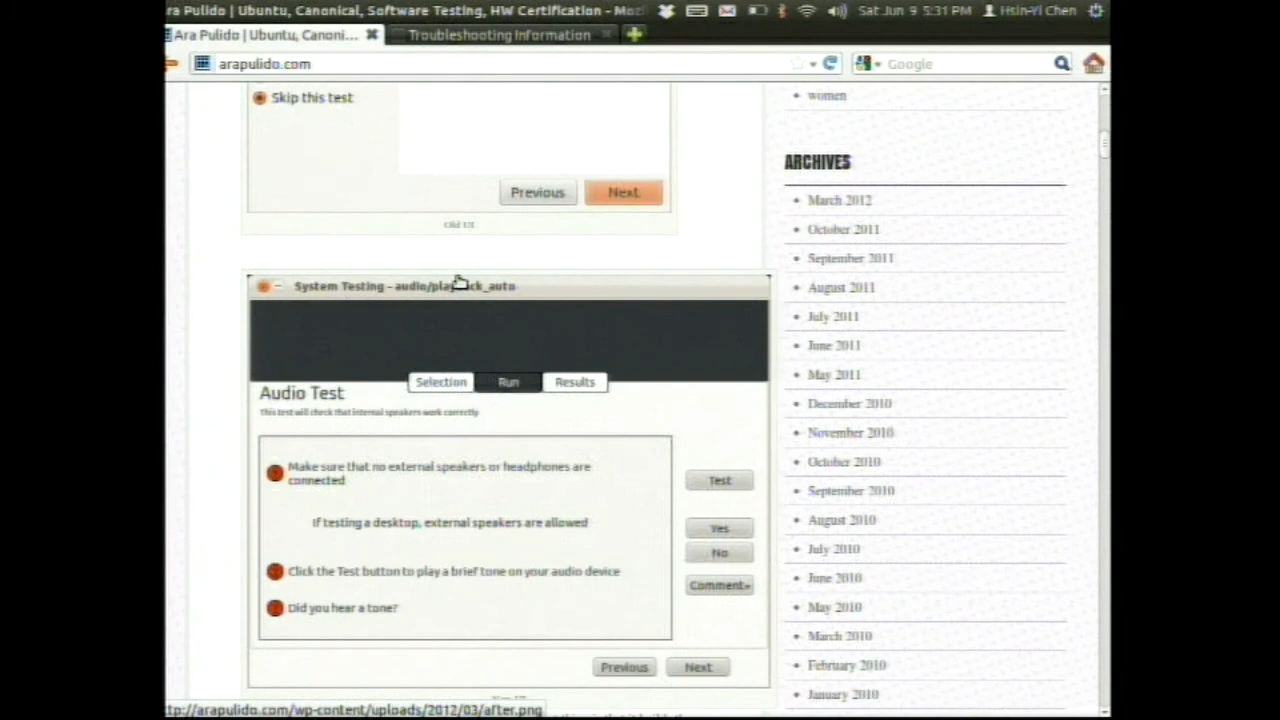 ra Pulido | Ubuntu, Canonical, Software Testing, HW Certification - Moz
Sat Jun 9 5:31 PM
Hsin-Yi Chen
Ara Pulido | Ubuntu, Canoni...
Troubleshooting Information
arapulido.com
Google
Skip this test
Previous
Next
Old UI
System Testing - audio/playback_auto
Selection
Run
Results
Audio Test
This test will check that internal speakers work correctly
Make sure that no external speakers or headphones are
connected
If testing a desktop, external speakers are allowed
Click the Test button to play a brief tone on your audio device
Did you hear a tone?
Test
Yes
No
Comment
Previous
Next
ttp://arapulido.com/wp-content/uploads/2012/03/after.png
women
ARCHIVES
March 2012
October 2011
September 2011
August 2011
July 2011
June 2011
May 2011
December 2010
November 2010
October 2010
September 2010
August 2010
July 2010
June 2010
May 2010
March 2010
February 2010
January 2010